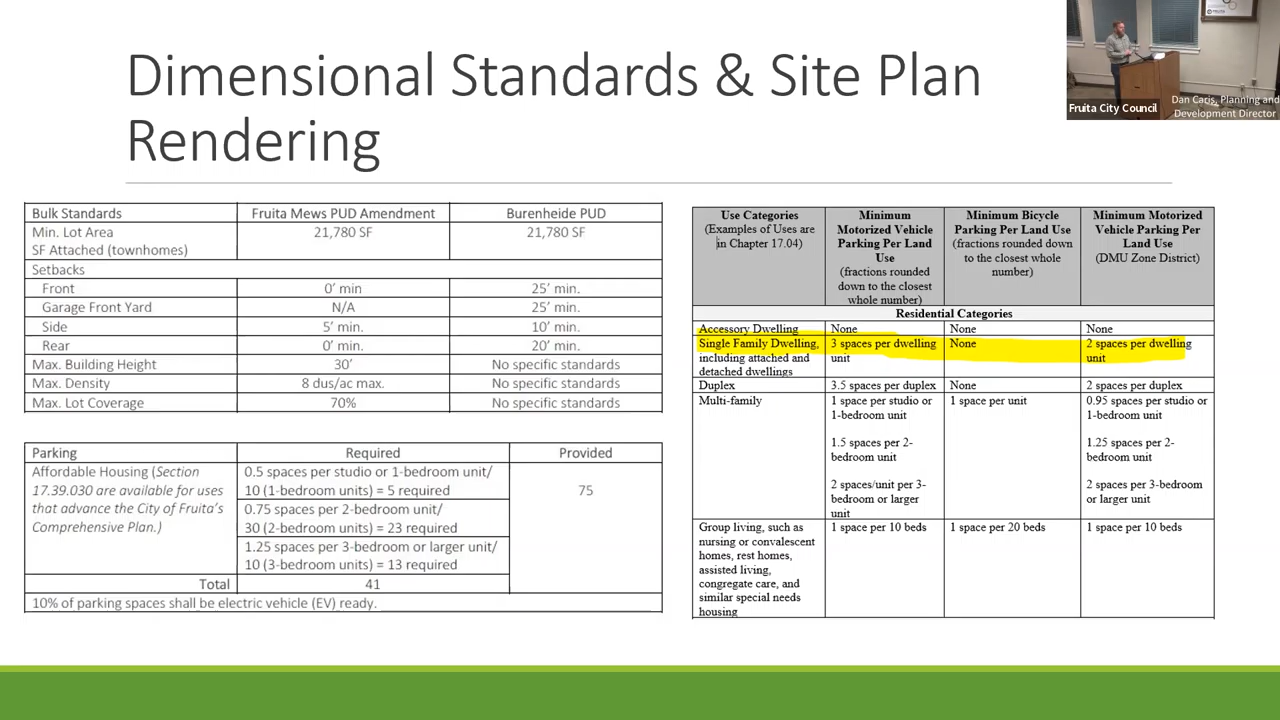 Dimensional Standards & Site Plan
Rendering
Fruita City Council
Dan Caris, Planning and
Development Director
Bulk Standards Fruita Mews PUD Amendment Burenheide PUD
Min. Lot Area 21,780 SF 21,780 SF
SF Attached (townhomes)
Setbacks
Front 0’ min 25’ min.
Garage Front Yard N/A 25’ min.
Side 5’ min. 10’ min.
Rear 0’ min. 20’ min.
Max. Building Height 30’ No specific standards
Max. Density 8 dus/ac max. No specific standards
Max. Lot Coverage 70% No specific standards
Parking Required Provided
Affordable Housing (Section
17.39.030 are available for uses
that advance the City of Fruita’s
Comprehensive Plan.)
0.5 spaces per studio or 1-bedroom unit/
10 (1-bedroom units) = 5 required
0.75 spaces per 2-bedroom unit/
30 (2-bedroom units) = 23 required
1.25 spaces per 3-bedroom or larger unit/
10 (3-bedroom units) = 13 required
75
Total 41
10% of parking spaces shall be electric vehicle (EV) ready.
Use Categories
(Examples of Uses are
in Chapter 17.04)
Minimum
Motorized Vehicle
Parking Per Land
Use
(fractions rounded
down to the closest
whole number)
Minimum Bicycle
Parking Per Land Use
(fractions rounded down
to the closest whole
number)
Minimum Motorized
Vehicle Parking Per
Land Use
(DMU Zone District)
Residential Categories
Accessory Dwelling None None None
Single Family Dwelling,
including attached and
detached dwellings
3 spaces per dwelling
unit
None
2 spaces per dwelling
unit
Duplex 3.5 spaces per duplex None 2 spaces per duplex
Multi-family
1 space per studio or
1-bedroom unit
1.5 spaces per 2-
bedroom unit
2 spaces/unit per 3-
bedroom or larger
unit
1 space per unit
0.95 spaces per studio or
1-bedroom unit
1.25 spaces per 2-
bedroom unit
2 spaces per 3-bedroom
or larger unit
Group living, such as
nursing or convalescent
homes, rest homes,
assisted living,
congregate care, and
similar special needs
housing
1 space per 10 beds
1 space per 20 beds
1 space per 10 beds